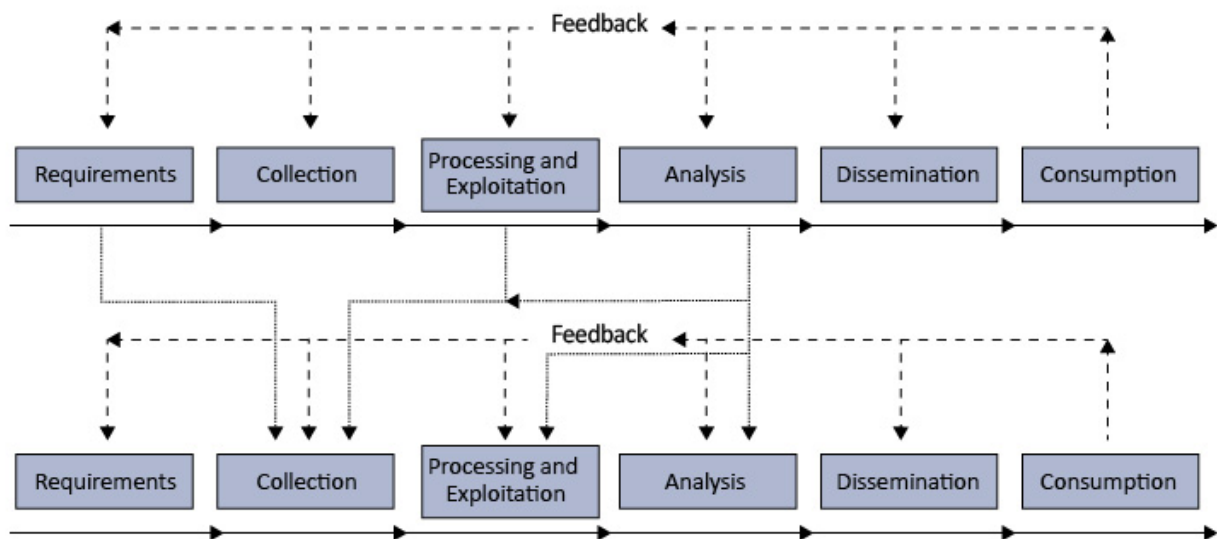 Feedback
Requirements
Collection
Processing and
Exploitation
Analysis
Dissemination
Consumption
Feedback
Requirements
Collection
Processing and
Exploitation
Analysis
Dissemination
Consumption